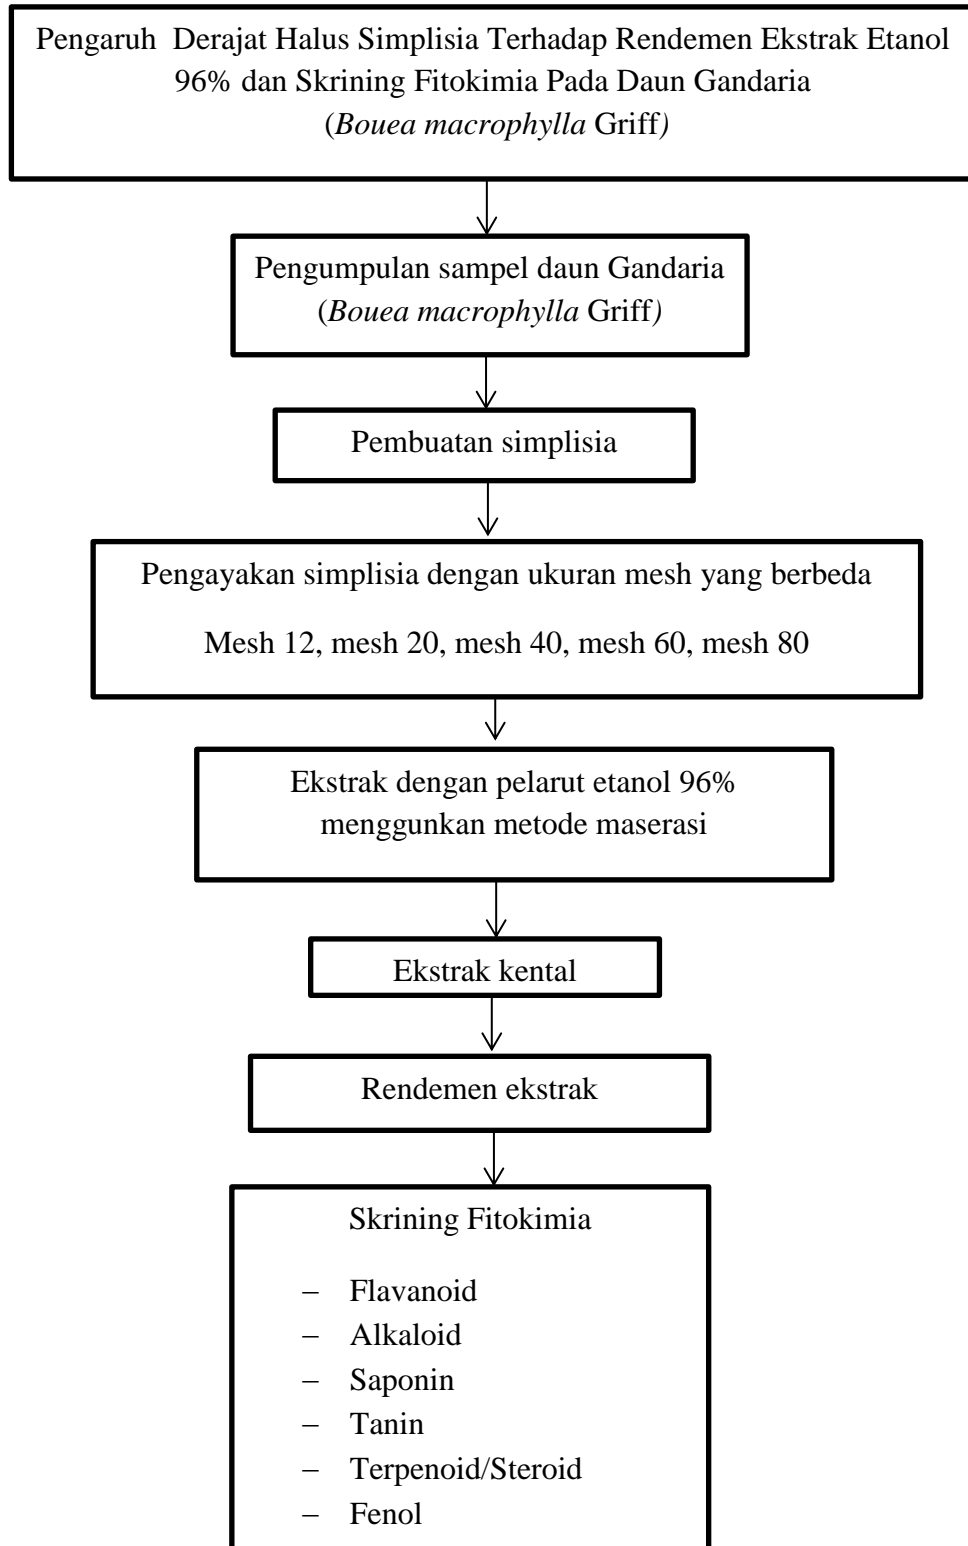 Pengaruh Derajat Halus Simplisia Terhadap Rendemen Ekstrak Etanol
96% dan Skrining Fitokimia Pada Daun Gandaria
(Bouea macrophylla Griff)
Pengumpulan sampel daun Gandaria
(Bouea macrophylla Griff)
Pembuatan simplisia
Pengayakan simplisia dengan ukuran mesh yang berbeda
Mesh 12, mesh 20, mesh 40, mesh 60, mesh 80
Ekstrak dengan pelarut etanol 96%
menggunkan metode maserasi
Ekstrak kental
Rendemen ekstrak
Skrining Fitokimia
– Flavanoid
– Alkaloid
– Saponin
– Tanin
– Terpenoid/Steroid
– Fenol